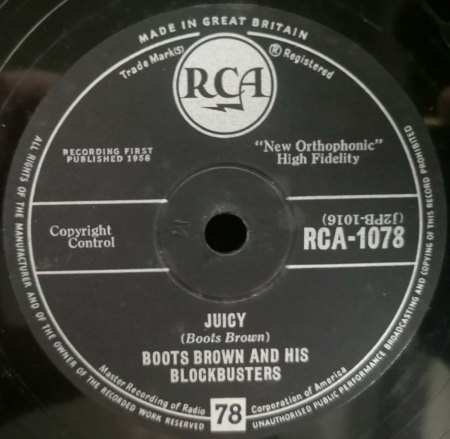 MADE IN GREAT BRITAIN
Trade Mark(s) ® Registered
RCA
RECORDING FIRST
PUBLISHED 1958
"New Orthophonic"
High Fidelity
Copyright
Control
(J2PB-1016)
RCA-1078
JUICY
(Boots Brown)
BOOTS BROWN AND HIS
BLOCKBUSTERS
Master Recording of Radio Corporation of America
78
ALL RIGHTS OF THE MANUFACTURER AND OF THE OWNER OF THE RECORDED WORK RESERVED
UNAUTHORISED PUBLIC PERFORMANCE BROADCASTING AND COPYING OF THIS RECORD PROHIBITED